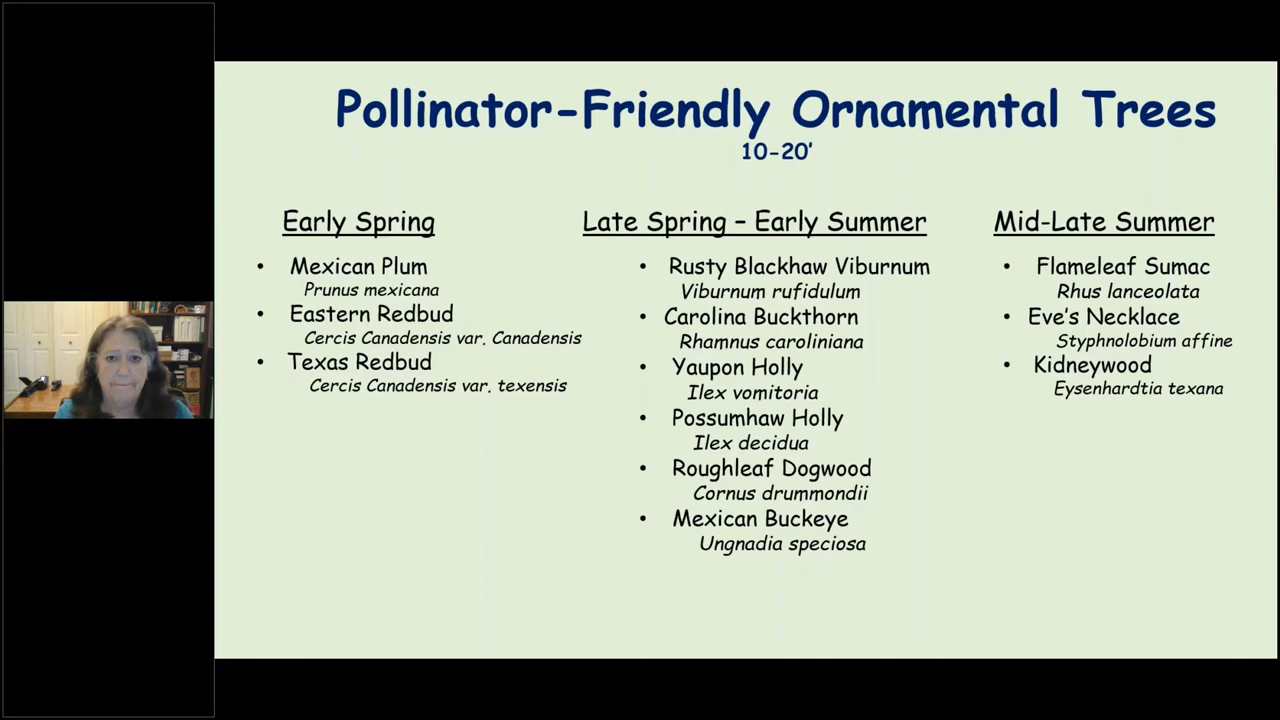 Pollinator-Friendly Ornamental Trees
10-20'
Early Spring
• Mexican Plum
Prunus mexicana
• Eastern Redbud
Cercis Canadensis var. Canadensis
• Texas Redbud
Cercis Canadensis var. texensis
Late Spring – Early Summer
• Rusty Blackhaw Viburnum
Viburnum rufidulum
• Carolina Buckthorn
Rhamnus caroliniana
• Yaupon Holly
Ilex vomitoria
• Possumhaw Holly
Ilex decidua
• Roughleaf Dogwood
Cornus drummondii
• Mexican Buckeye
Ungnadia speciosa
Mid-Late Summer
• Flameleaf Sumac
Rhus lanceolata
• Eve's Necklace
Styphnolobium affine
• Kidneywood
Eysenhardtia texana